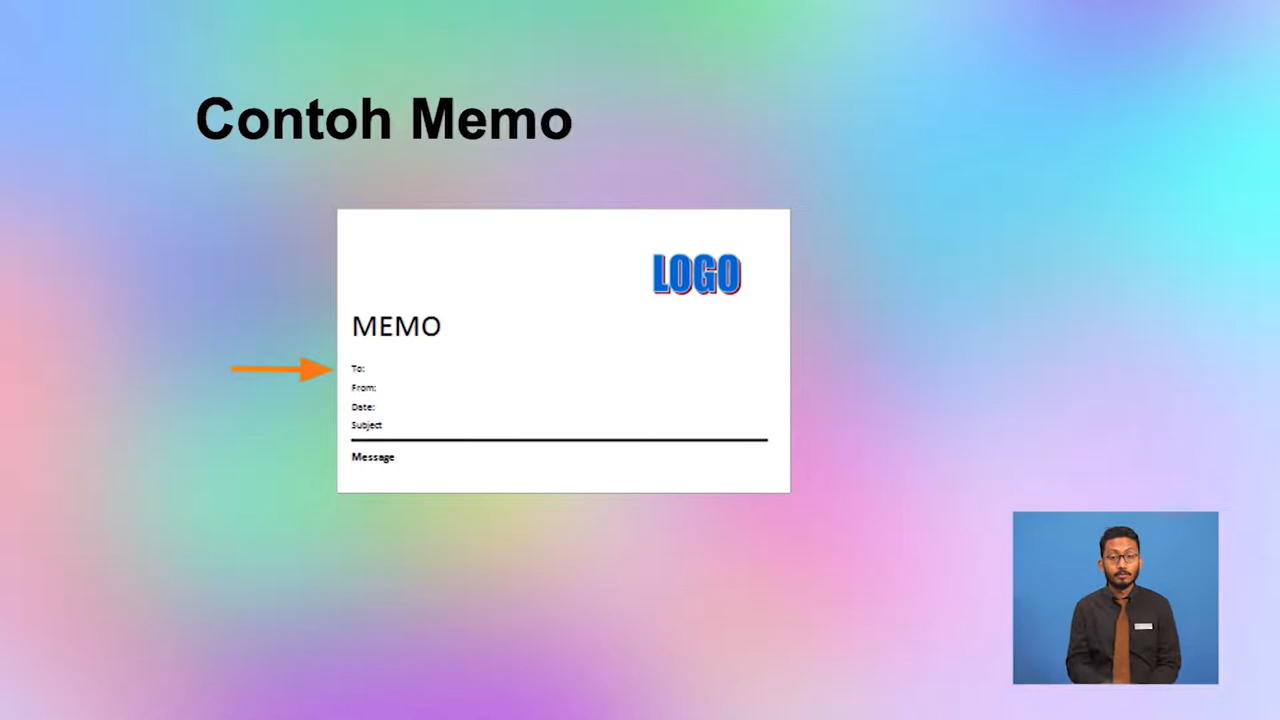 Contoh Memo
LOGO
MEMO
To:
From:
Date:
Subject
Message